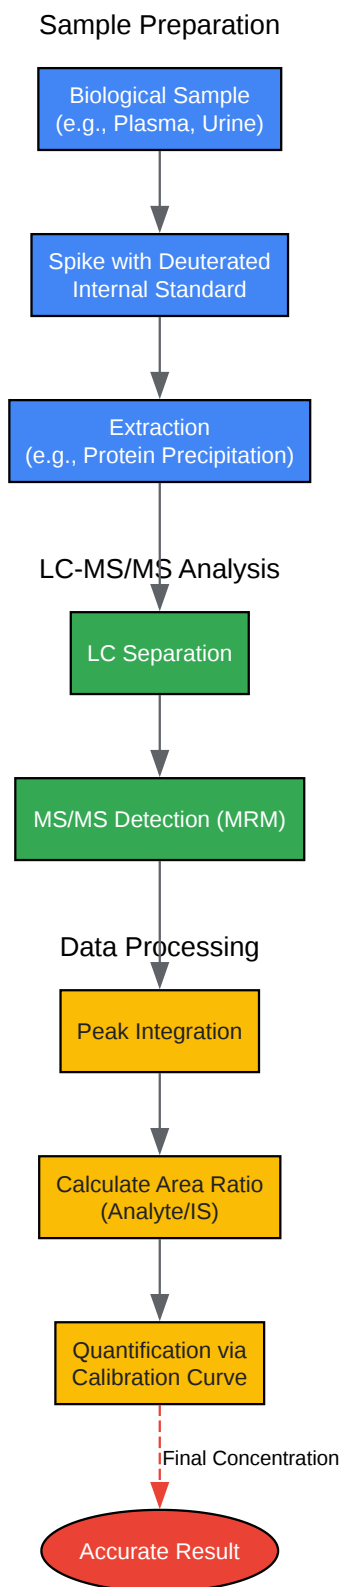 Sample Preparation
Biological Sample
(e.g., Plasma, Urine)
Spike with Deuterated
Internal Standard
Extraction
(e.g., Protein Precipitation)
LC-MS/MS Analysis
LC Separation
MS/MS Detection (MRM)
Data Processing
Peak Integration
Calculate Area Ratio
(Analyte/IS)
Quantification via
Calibration Curve
Final Concentration
Accurate Result